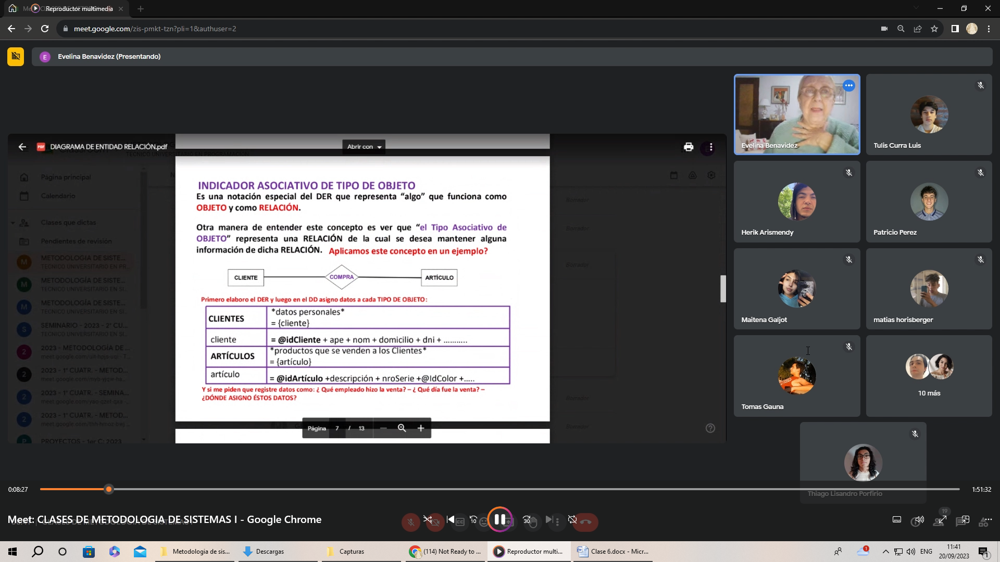 Reproductor multimedia
meet.google.com/zis-pmkt-tzn?pli=1&authuser=2
E Evelina Benavidez (Presentando)
DIAGRAMA DE ENTIDAD RELACIÓN.pdf
Abrir con
Página principal
Calendario
Clases que dictas
Pendientes de revisión
METODOLOGIA DE SISTE...
TECNICO UNIVERSITARIO EN PR...
METODOLOGÍA DE SISTE...
TECNICO UNIVERSITARIO EN SI...
METODOLOGÍA DE SISTE...
TECNICO UNIVERSITARIO EN SI...
SEMINARIO - 2023 - 2° CU...
TECNICO UNIVERSITARIO EN SI...
2023 - METODOLOGÍA DE ...
2023 - 1° CUATR. - METOD...
2023 - 1° CUATR. - SEMINA...
2023 - 1° CUATR. - METOD...
PROYECTOS - 1er C: 2023
INDICADOR ASOCIATIVO DE TIPO DE OBJETO
Es una notación especial del DER que representa “algo” que funciona como
OBJETO y como RELACIÓN.
Otra manera de entender este concepto es ver que “el Tipo Asociativo de
OBJETO” representa una RELACIÓN de la cual se desea mantener alguna
información de dicha RELACIÓN. Aplicamos este concepto en un ejemplo?
CLIENTE COMPRA ARTÍCULO
Primero elaboro el DER y luego en el DD asigno datos a cada TIPO DE OBJETO:
CLIENTES *datos personales*
= {cliente}
cliente = @idCliente + ape + nom + domicilio + dni + ...........
ARTÍCULOS *productos que se venden a los Clientes*
= {artículo}
artículo = @idArtículo +descripción + nroSerie +@IdColor +.....
Y si me piden que registre datos como: ¿ Qué empleado hizo la venta? – ¿ Qué día fue la venta? –
¿DÓNDE ASIGNO ÉSTOS DATOS?
Página 7 / 13
Borrador
Borrador
Borrador
Borrador
Borrador
Evelina Benavidez
Tulis Curra Luis
Herik Arismendy
Patricio Perez
Maitena Galjot
matias horisberger
Tomas Gauna
10 más
Thiago Lisandro Porfirio
0:08:27
1:51:32
Meet: CLASES DE METODOLOGIA DE SISTEMAS I - Google Chrome
10
30
19
Metodologia de sis...
Descargas
Capturas
(114) Not Ready to ...
Reproductor multi...
Clase 6.docx - Micr...
1
ENG
11:41
20/09/2023
1